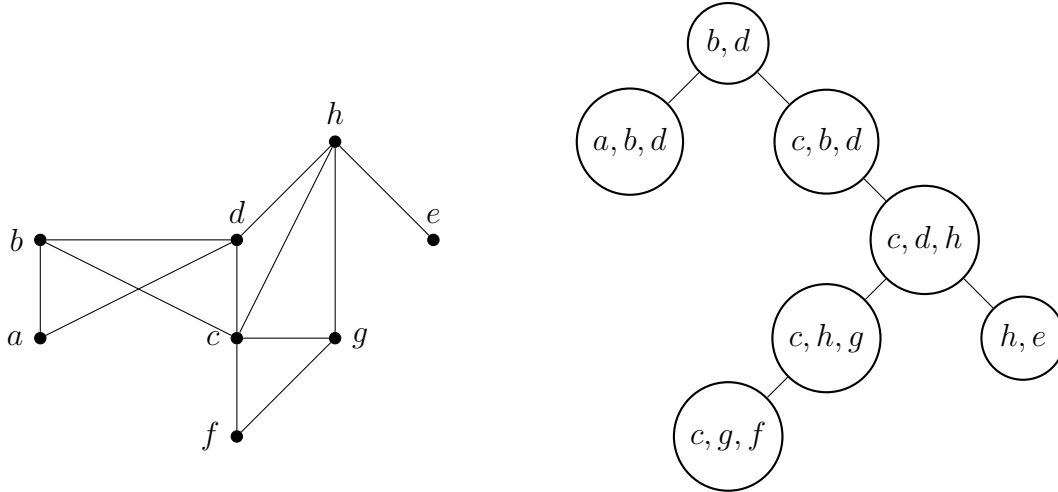 h
d
e
b
a
c
g
f
b, d
a, b, d
c, b, d
c, d, h
c, h, g
h, e
c, g, f